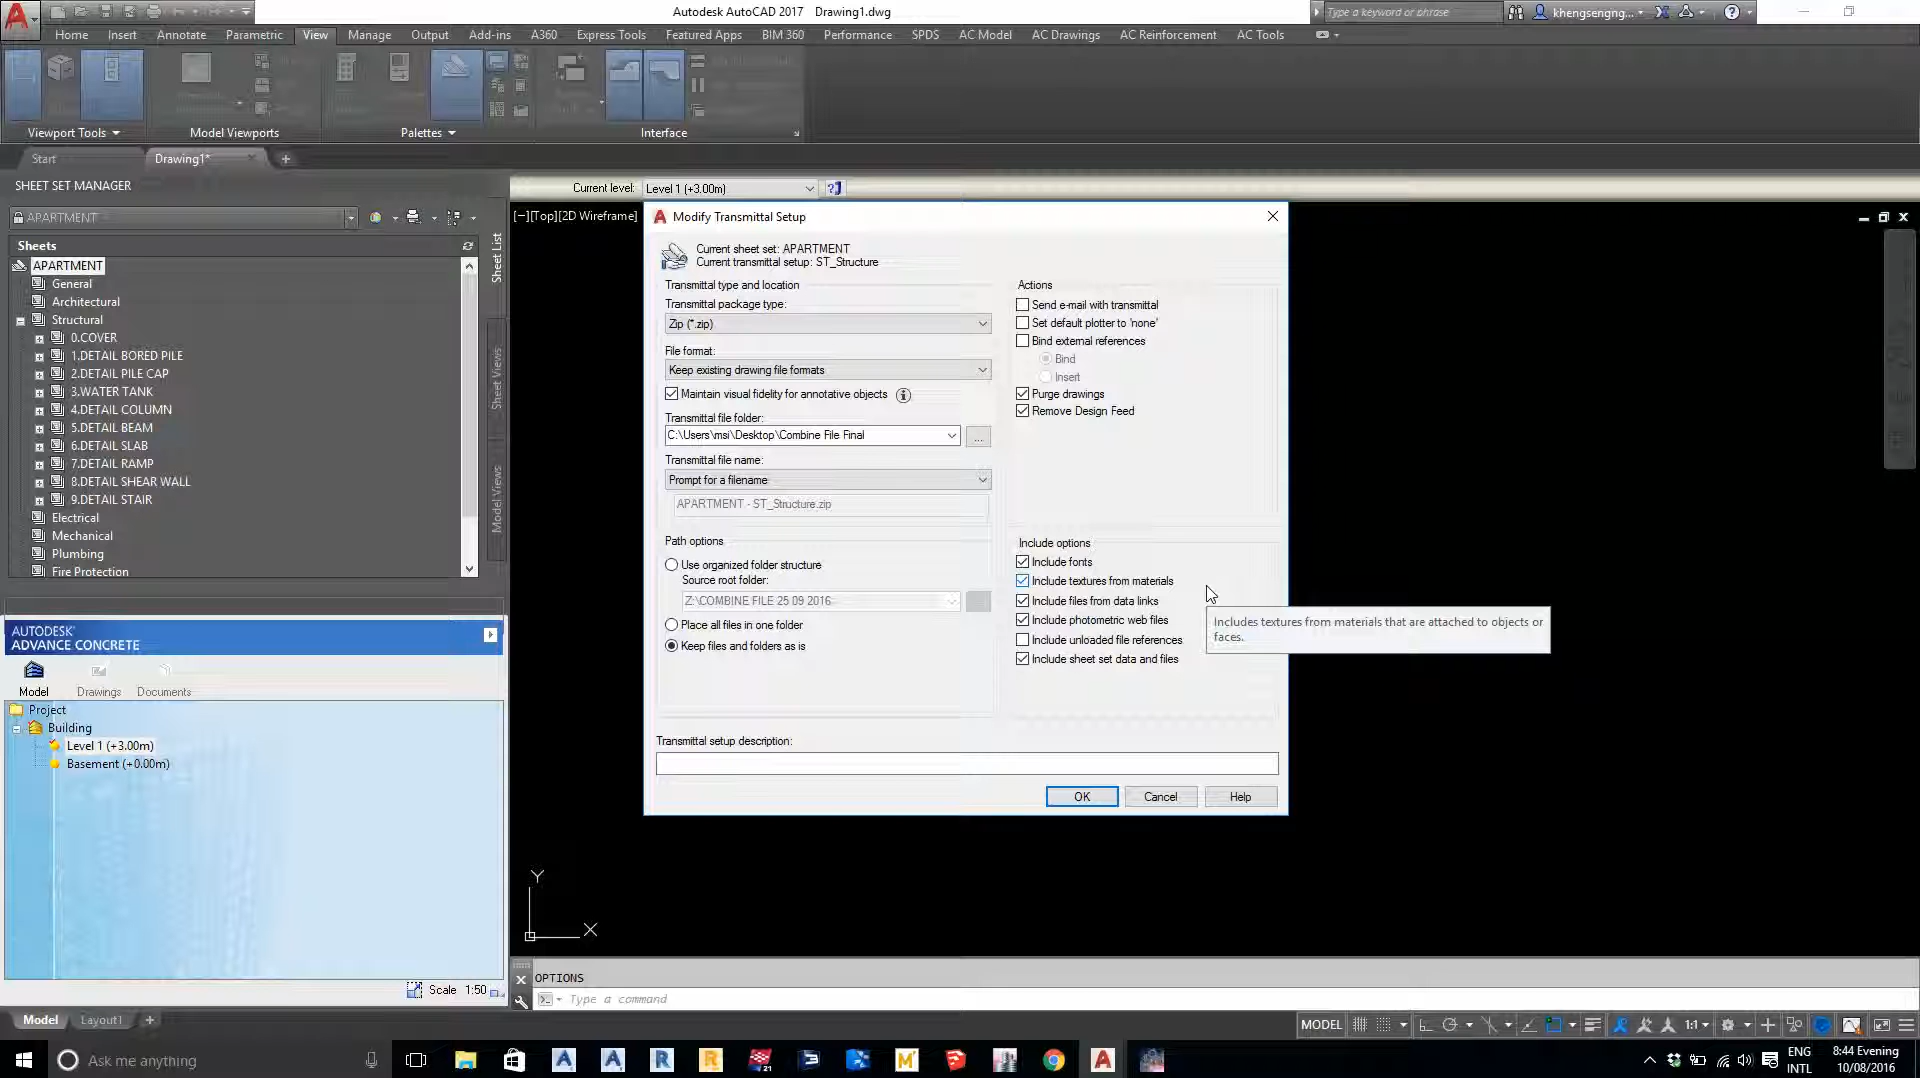 Autodesk AutoCAD 2017 Drawing1.dwg
Type a keyword or phrase
khengsengng...
Home Insert Annotate Parametric View Manage Output Add-ins A360 Express Tools Featured Apps BIM 360 Performance SPDS AC Model AC Drawings AC Reinforcement AC Tools
Viewport Tools Model Viewports Palettes Interface
Start Drawing1*
SHEET SET MANAGER
APARTMENT
Sheets
APARTMENT
General
Architectural
Structural
0.COVER
1.DETAIL BORED PILE
2.DETAIL PILE CAP
3.WATER TANK
4.DETAIL COLUMN
5.DETAIL BEAM
6.DETAIL SLAB
7.DETAIL RAMP
8.DETAIL SHEAR WALL
9.DETAIL STAIR
Electrical
Mechanical
Plumbing
Fire Protection
Sheet List
Sheet Views
Model Views
AUTODESK'
ADVANCE CONCRETE
Model Drawings Documents
Project
Building
Level 1 (+3.00m)
Basement (+0.00m)
Scale 1:50
Current level: Level 1 (+3.00m)
[−][Top][2D Wireframe]
Modify Transmittal Setup
Current sheet set: APARTMENT
Current transmittal setup: ST_Structure
Transmittal type and location
Transmittal package type:
Zip (*.zip)
File format:
Keep existing drawing file formats
Maintain visual fidelity for annotative objects
Transmittal file folder:
C:\Users\msi\Desktop\Combine File Final
...
Transmittal file name:
Prompt for a filename
APARTMENT - ST_Structure.zip
Path options
Use organized folder structure
Source root folder:
Z:\COMBINE FILE 25 09 2016
Place all files in one folder
Keep files and folders as is
Actions
Send e-mail with transmittal
Set default plotter to 'none'
Bind external references
Bind
Insert
Purge drawings
Remove Design Feed
Include options
Include fonts
Include textures from materials
Include files from data links
Include photometric web files
Include unloaded file references
Include sheet set data and files
Includes textures from materials that are attached to objects or
faces.
Transmittal setup description:
OK Cancel Help
Y
X
OPTIONS
Type a command
Model Layout1 +
MODEL 1:1
Ask me anything
21
ENG
INTL
8:44 Evening
10/08/2016